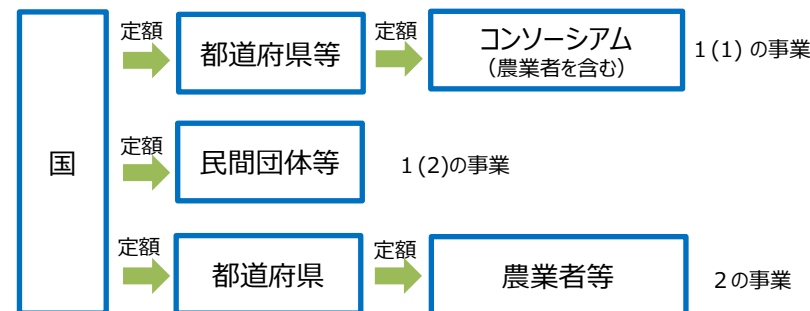 国
定額
都道府県等
定額
コンソーシアム
（農業者を含む）
１(１) の事業
定額
民間団体等
１(２)の事業
定額
都道府県
定額
農業者等
２の事業